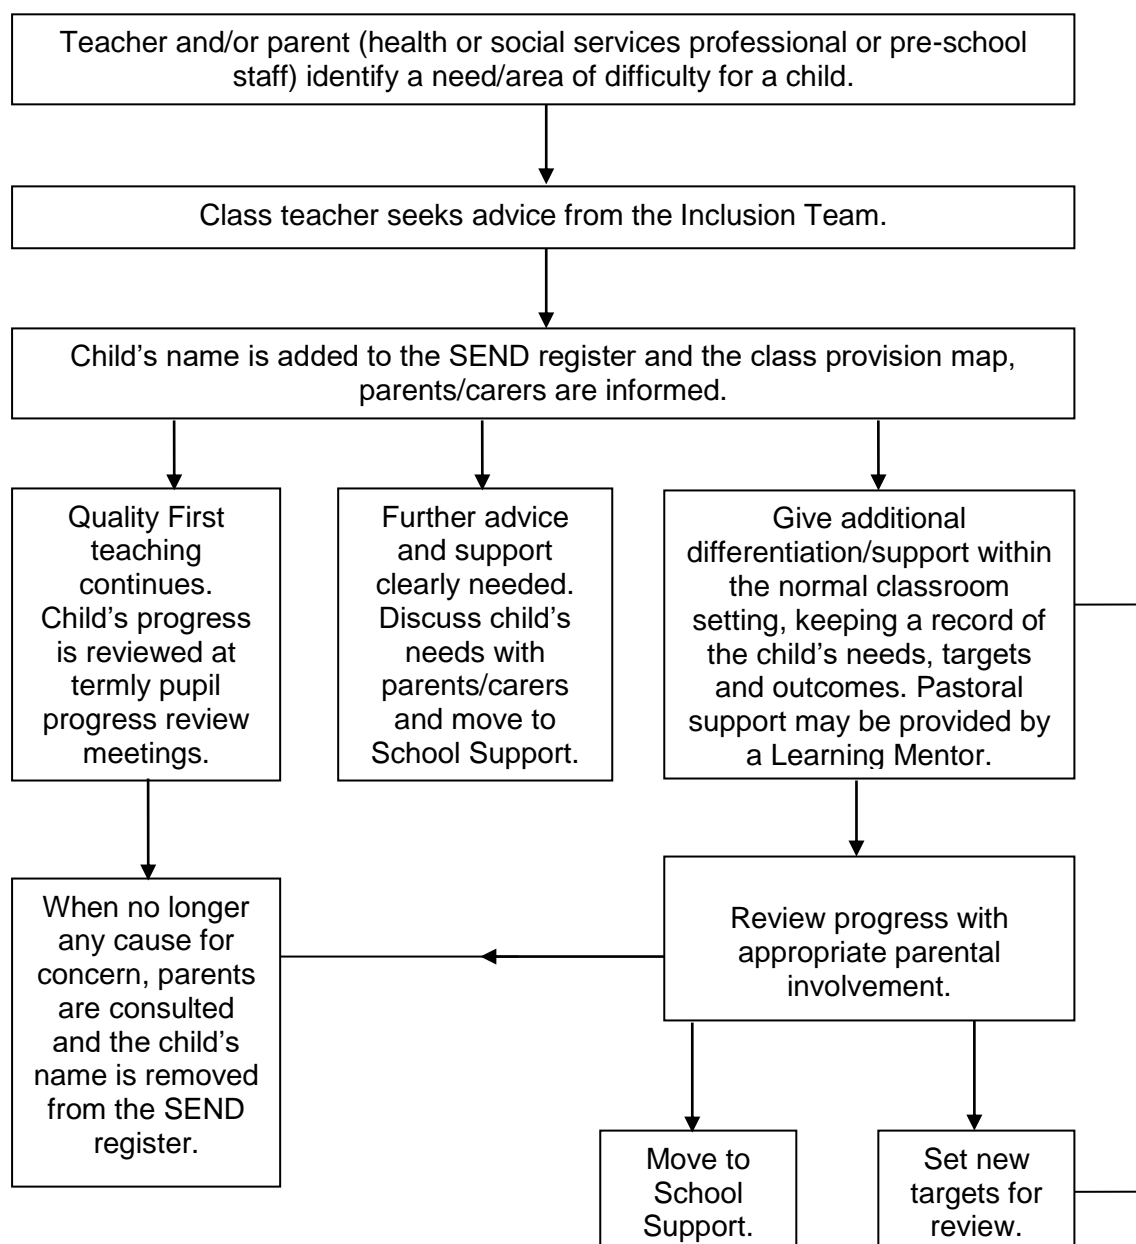 Teacher and/or parent (health or social services professional or pre-school
staff) identify a need/area of difficulty for a child.
Class teacher seeks advice from the Inclusion Team.
Child’s name is added to the SEND register and the class provision map,
parents/carers are informed.
Quality First
teaching
continues.
Child’s progress
is reviewed at
termly pupil
progress review
meetings.
Further advice
and support
clearly needed.
Discuss child’s
needs with
parents/carers
and move to
School Support.
Give additional
differentiation/support within
the normal classroom
setting, keeping a record of
the child’s needs, targets
and outcomes. Pastoral
support may be provided by
a Learning Mentor.
When no longer
any cause for
concern, parents
are consulted
and the child’s
name is removed
from the SEND
register.
Review progress with
appropriate parental
involvement.
Move to
School
Support.
Set new
targets for
review.